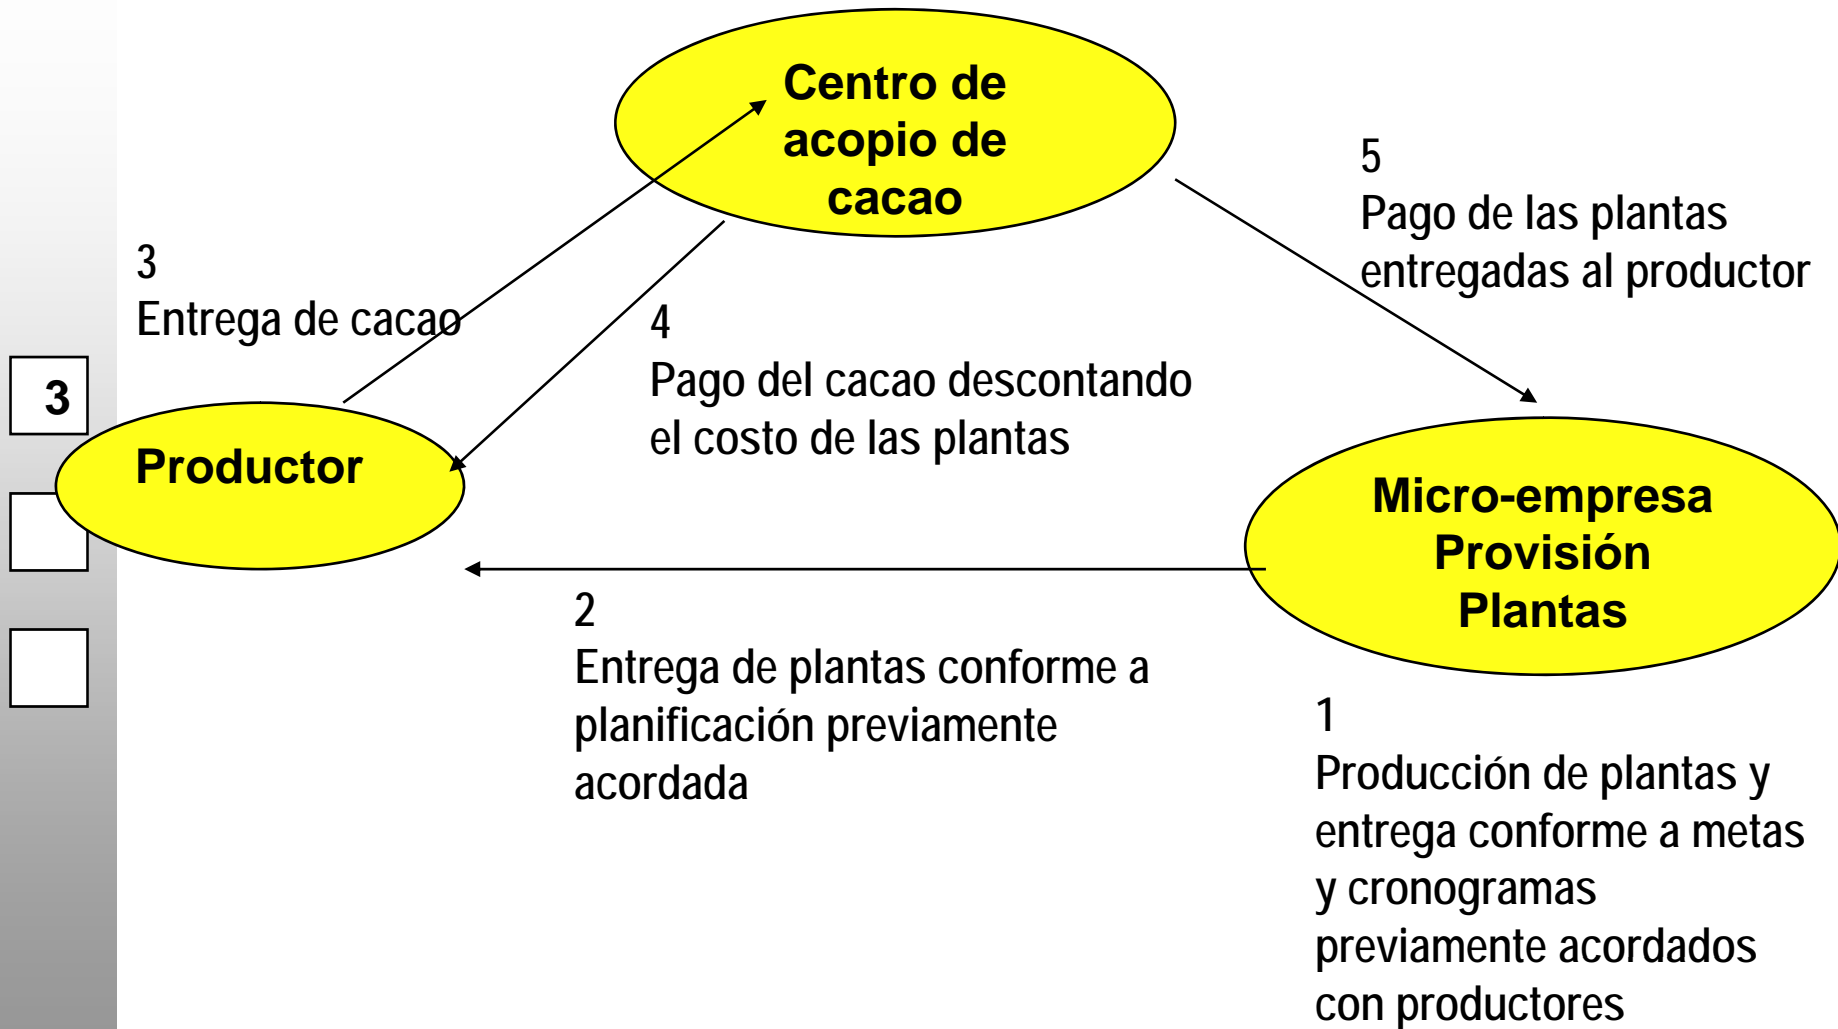 Centro de
acopio de
cacao
5
Pago de las plantas
entregadas al productor
3
Entrega de cacao
4
Pago del cacao descontando
el costo de las plantas
3
Productor
Micro-empresa
Provisión
Plantas
2
Entrega de plantas conforme a
planificación previamente
acordada
1
Producción de plantas y
entrega conforme a metas
y cronogramas
previamente acordados
con productores